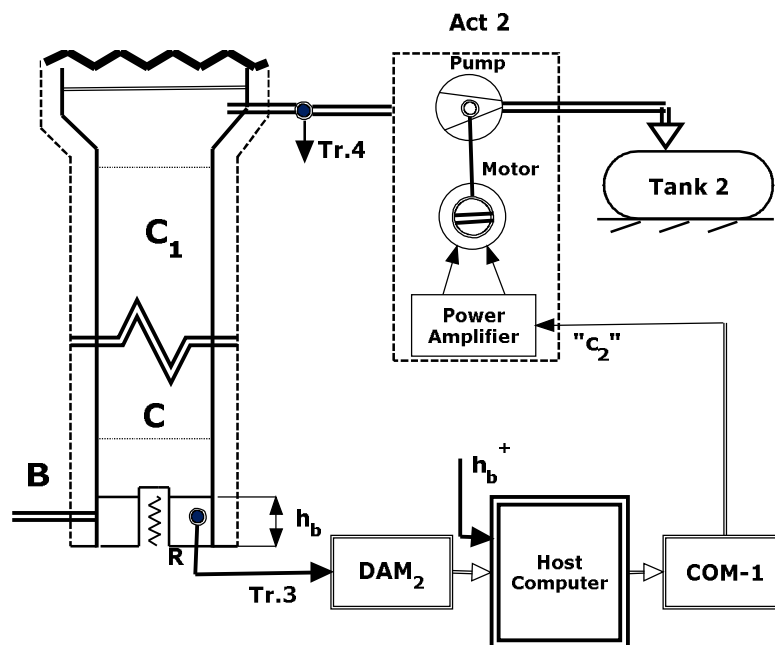 Act 2
Pump
Tr.4
Motor
Tank 2
C1
Power
Amplifier
"c2"
C
B
hb+
hb
R
Tr.3
DAM2
Host
Computer
COM-1